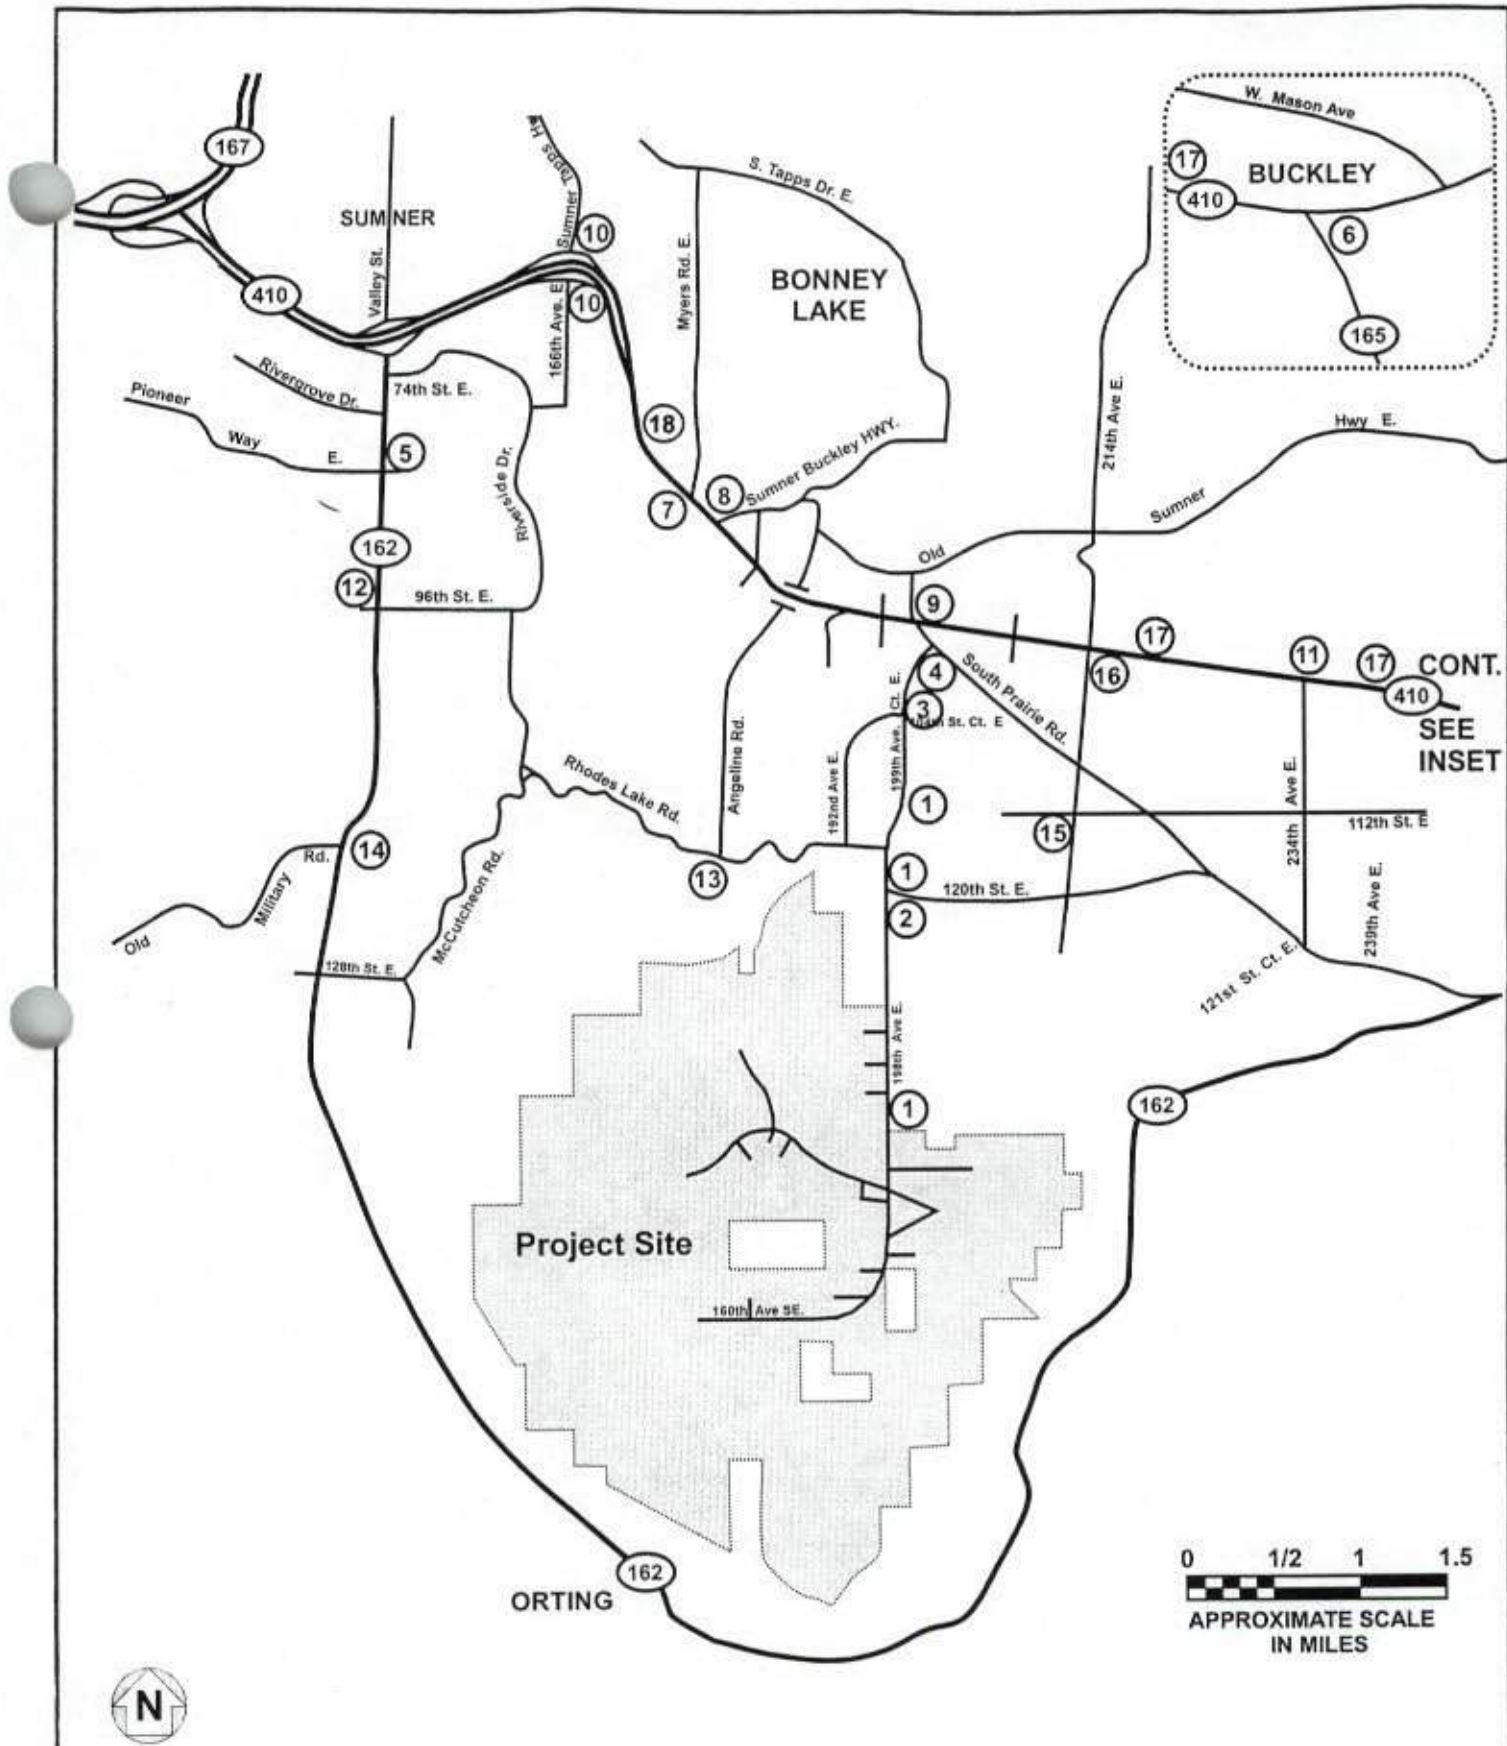 167
SUMNER
Valley St.
410
Sumner Tapps
10
10
166th Ave. E.
Myers Rd. E.
S. Tapps Dr. E.
BONNEY
LAKE
W. Mason Ave
17
410
BUCKLEY
6
165
Rivergrove Dr.
74th St. E.
Pioneer
Way
E.
5
Riverside Dr.
18
7
8
Sumner Buckley HWY.
214th Ave E.
Old
Sumner
Hwy E.
162
12
96th St. E.
9
4
3
104th St. Ct. E
199th Ave. Ct. E.
South Prairie Rd.
16
17
11
17
CONT.
410
SEE
INSET
Angeline Rd.
192nd Ave E.
1
Rhodes Lake Rd.
13
15
112th St. E
234th Ave E.
239th Ave E.
Old
Military
Rd.
14
McCutcheon Rd.
128th St. E.
1
2
120th St. E.
121st St. Ct. E.
198th Ave E.
1
162
Project Site
160th Ave SE.
162
ORTING
0 1/2 1 1.5
APPROXIMATE SCALE
IN MILES
N